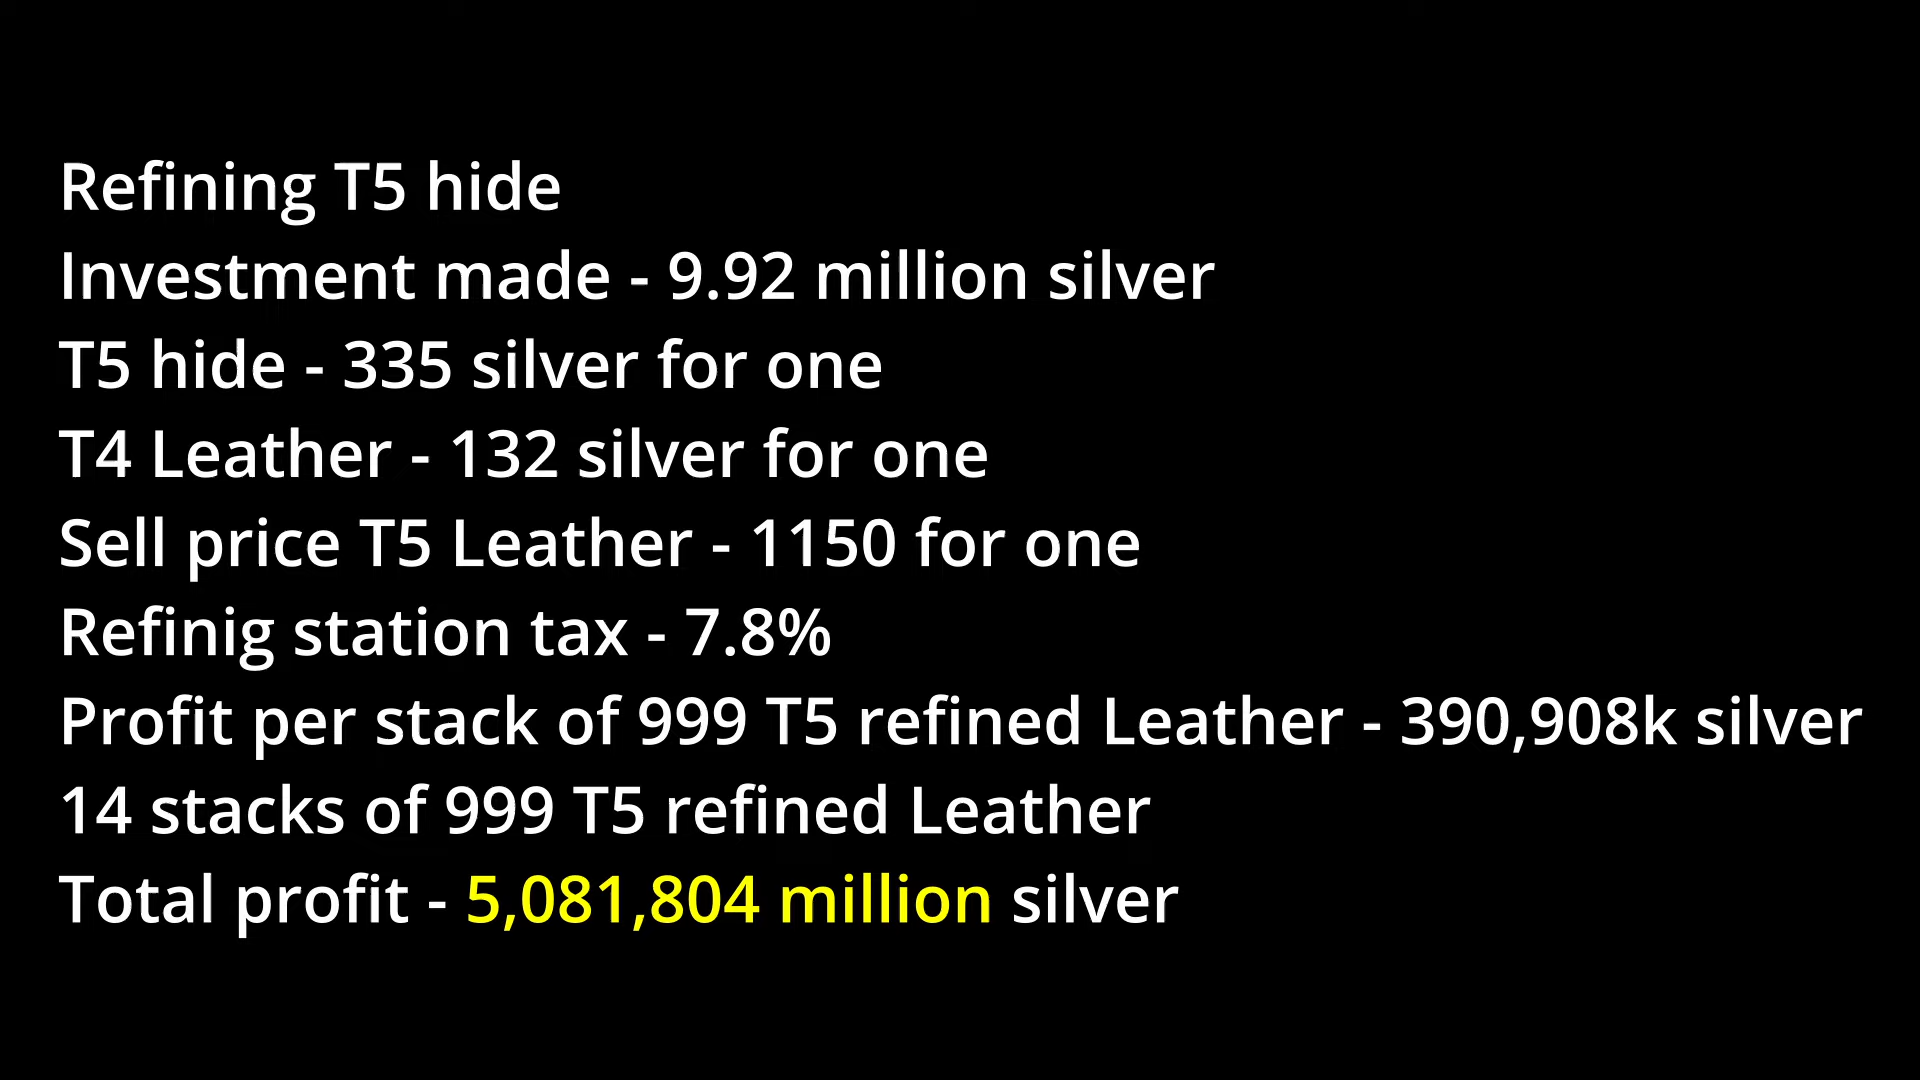 Refining T5 hide
Investment made - 9.92 million silver
T5 hide - 335 silver for one
T4 Leather - 132 silver for one
Sell price T5 Leather - 1150 for one
Refinig station tax - 7.8%
Profit per stack of 999 T5 refined Leather - 390,908k silver
14 stacks of 999 T5 refined Leather
Total profit - 5,081,804 million silver